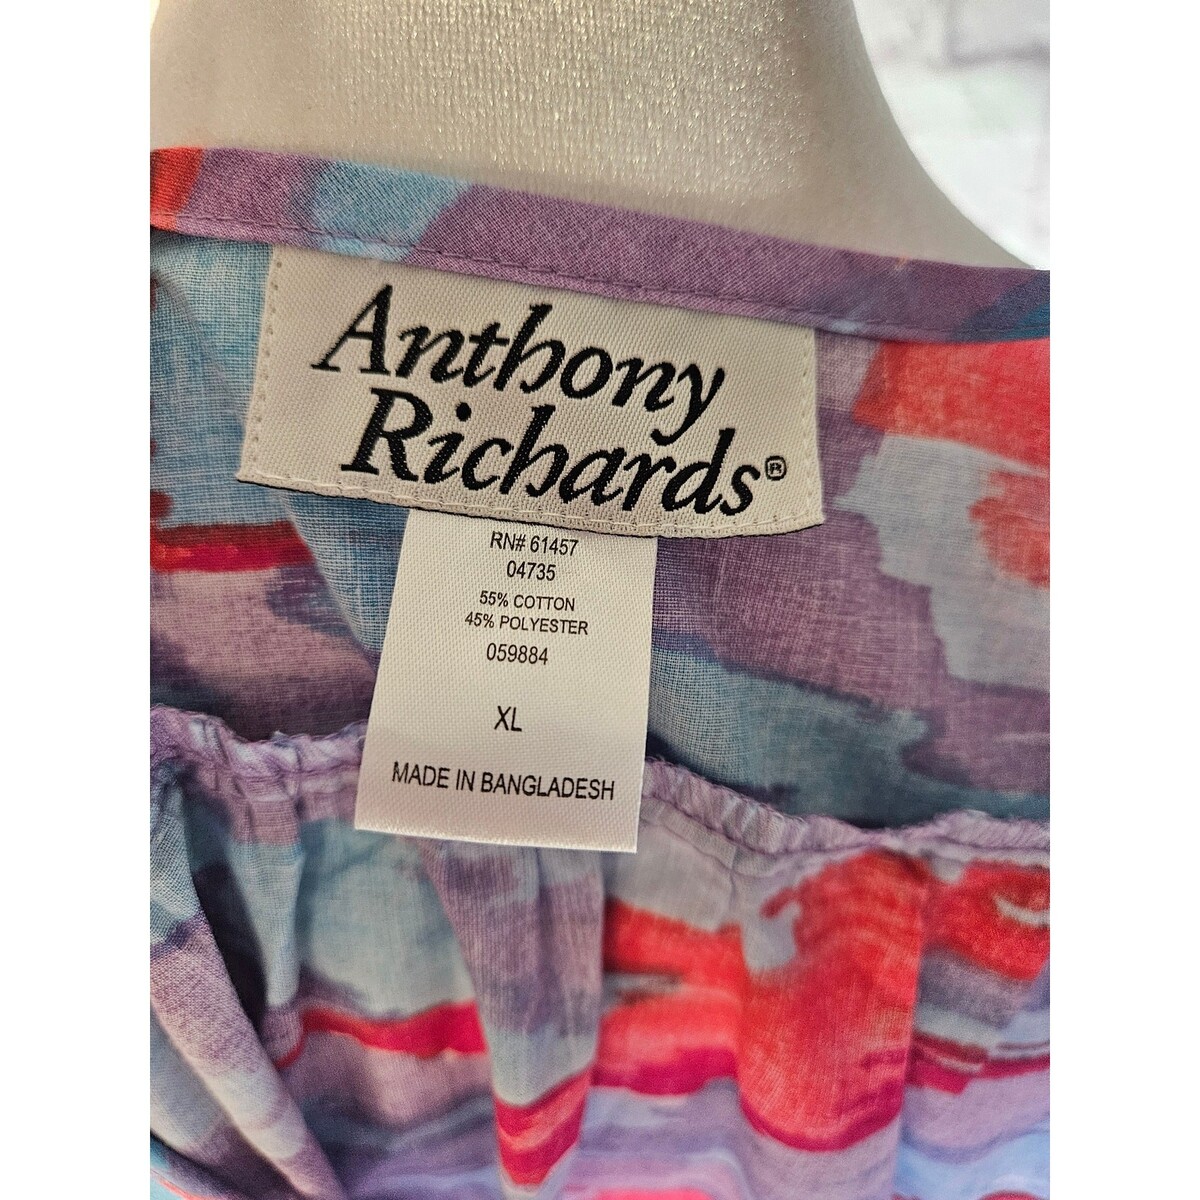 Anthony
Richards®
RN# 61457
04735
55% COTTON
45% POLYESTER
059884
XL
MADE IN BANGLADESH